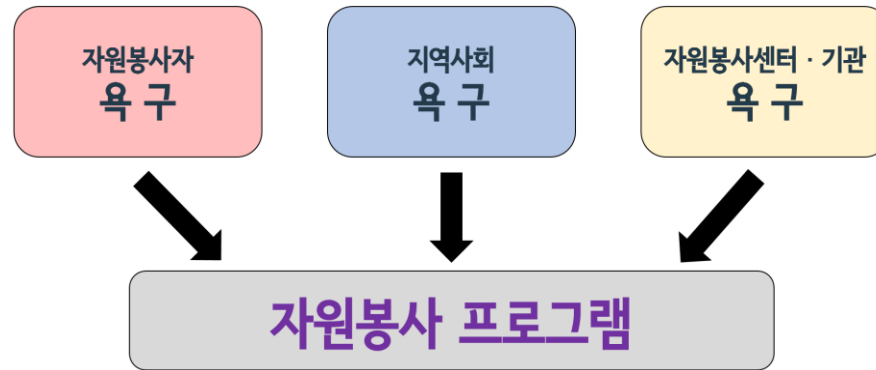 자원봉사자
욕 구
지역사회
욕 구
자원봉사센터 · 기관
욕 구
자원봉사 프로그램